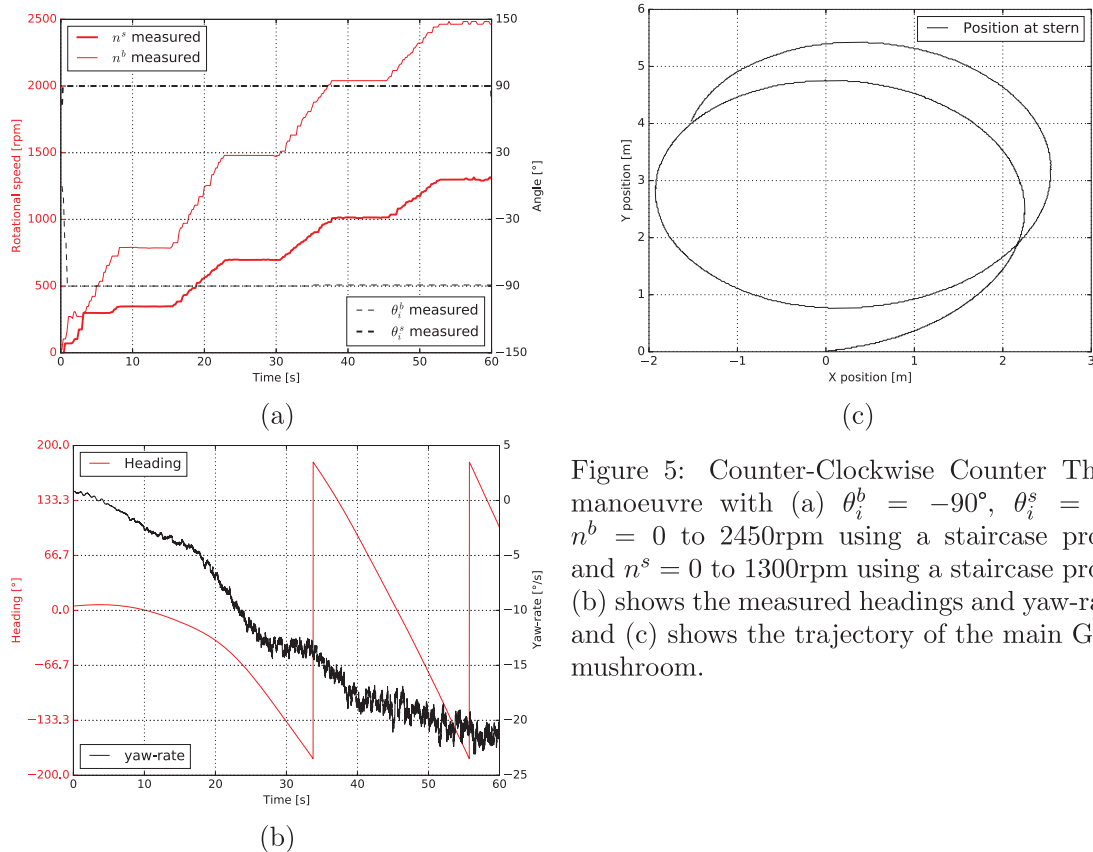 2500
2000
1500
1000
500
0
Rotational speed [rpm]
n^s measured
n^b measured
150
90
30
−30
−90
−150
Angle [°]
θ_i^b measured
θ_i^s measured
0 10 20 30 40 50 60
Time [s]
(a)
6
5
4
3
2
1
0
Y position [m]
Position at stern
−2 −1 0 1 2 3
X position [m]
(c)
200.0
133.3
66.7
0.0
−66.7
−133.3
−200.0
Heading [°]
Heading
5
0
−5
−10
−15
−20
−25
Yaw-rate [°/s]
yaw-rate
0 10 20 30 40 50 60
Time [s]
(b)
Figure 5: Counter-Clockwise Counter
manoeuvre with (a) θ_i^b = −90°, θ_i^s =
n^b = 0 to 2450rpm using a staircase
and n^s = 0 to 1300rpm using a staircase
(b) shows the measured headings and
and (c) shows the trajectory of the main
mushroom.